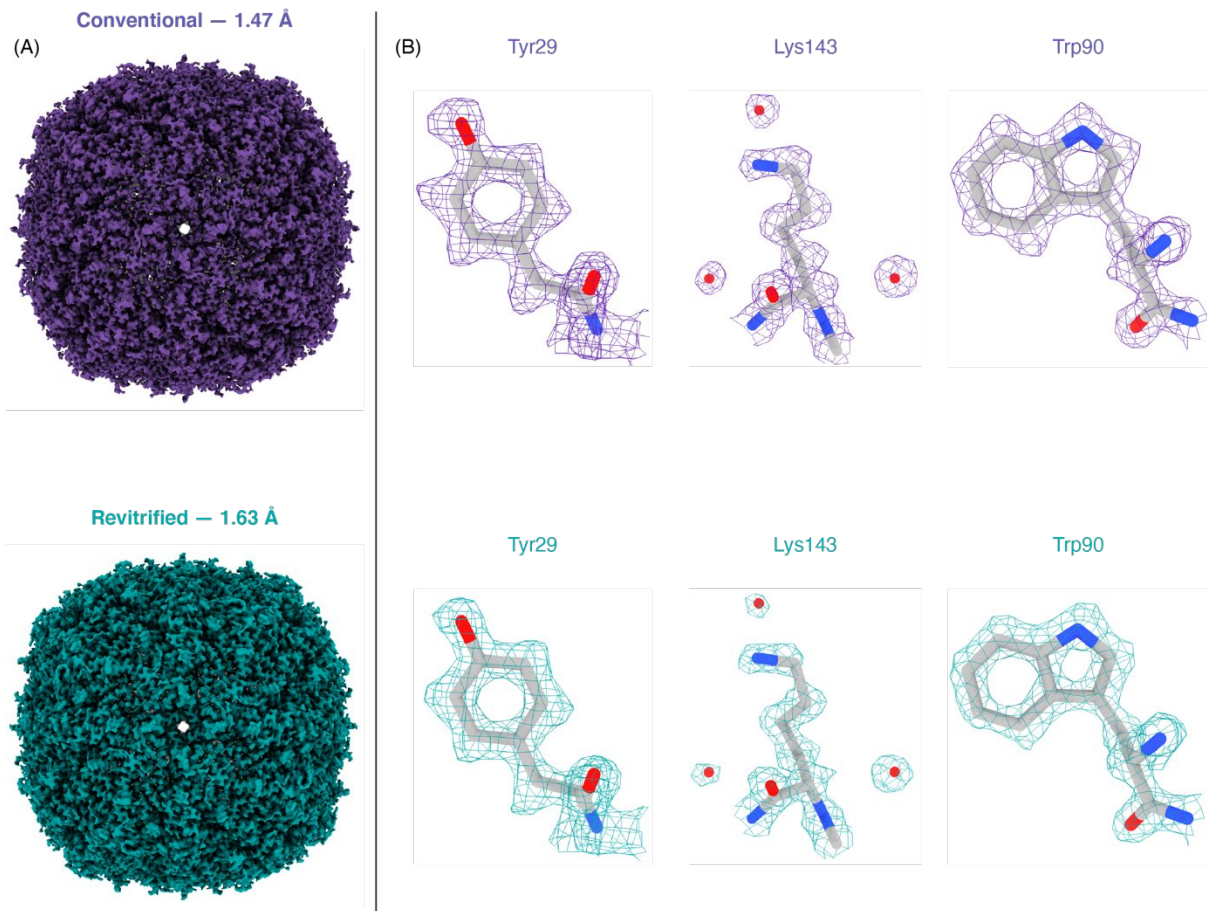 Conventional — 1.47 Å
(A)
(B)
Tyr29
Lys143
Trp90
Revitrified — 1.63 Å
Tyr29
Lys143
Trp90